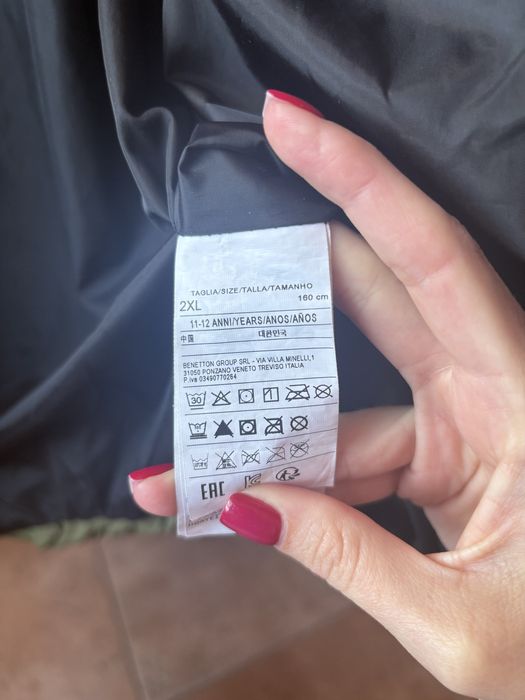 TAGLIA/SIZE/TALLA/TAMANHO
2XL 160 cm
11-12 ANNI/YEARS/ANOS/AÑOS
中国 대한민국
BENETTON GROUP SRL - VIA VILLA MINELLI,1
31050 PONZANO VENETO TREVISO ITALIA
P.iva 03490770264
30
EAC